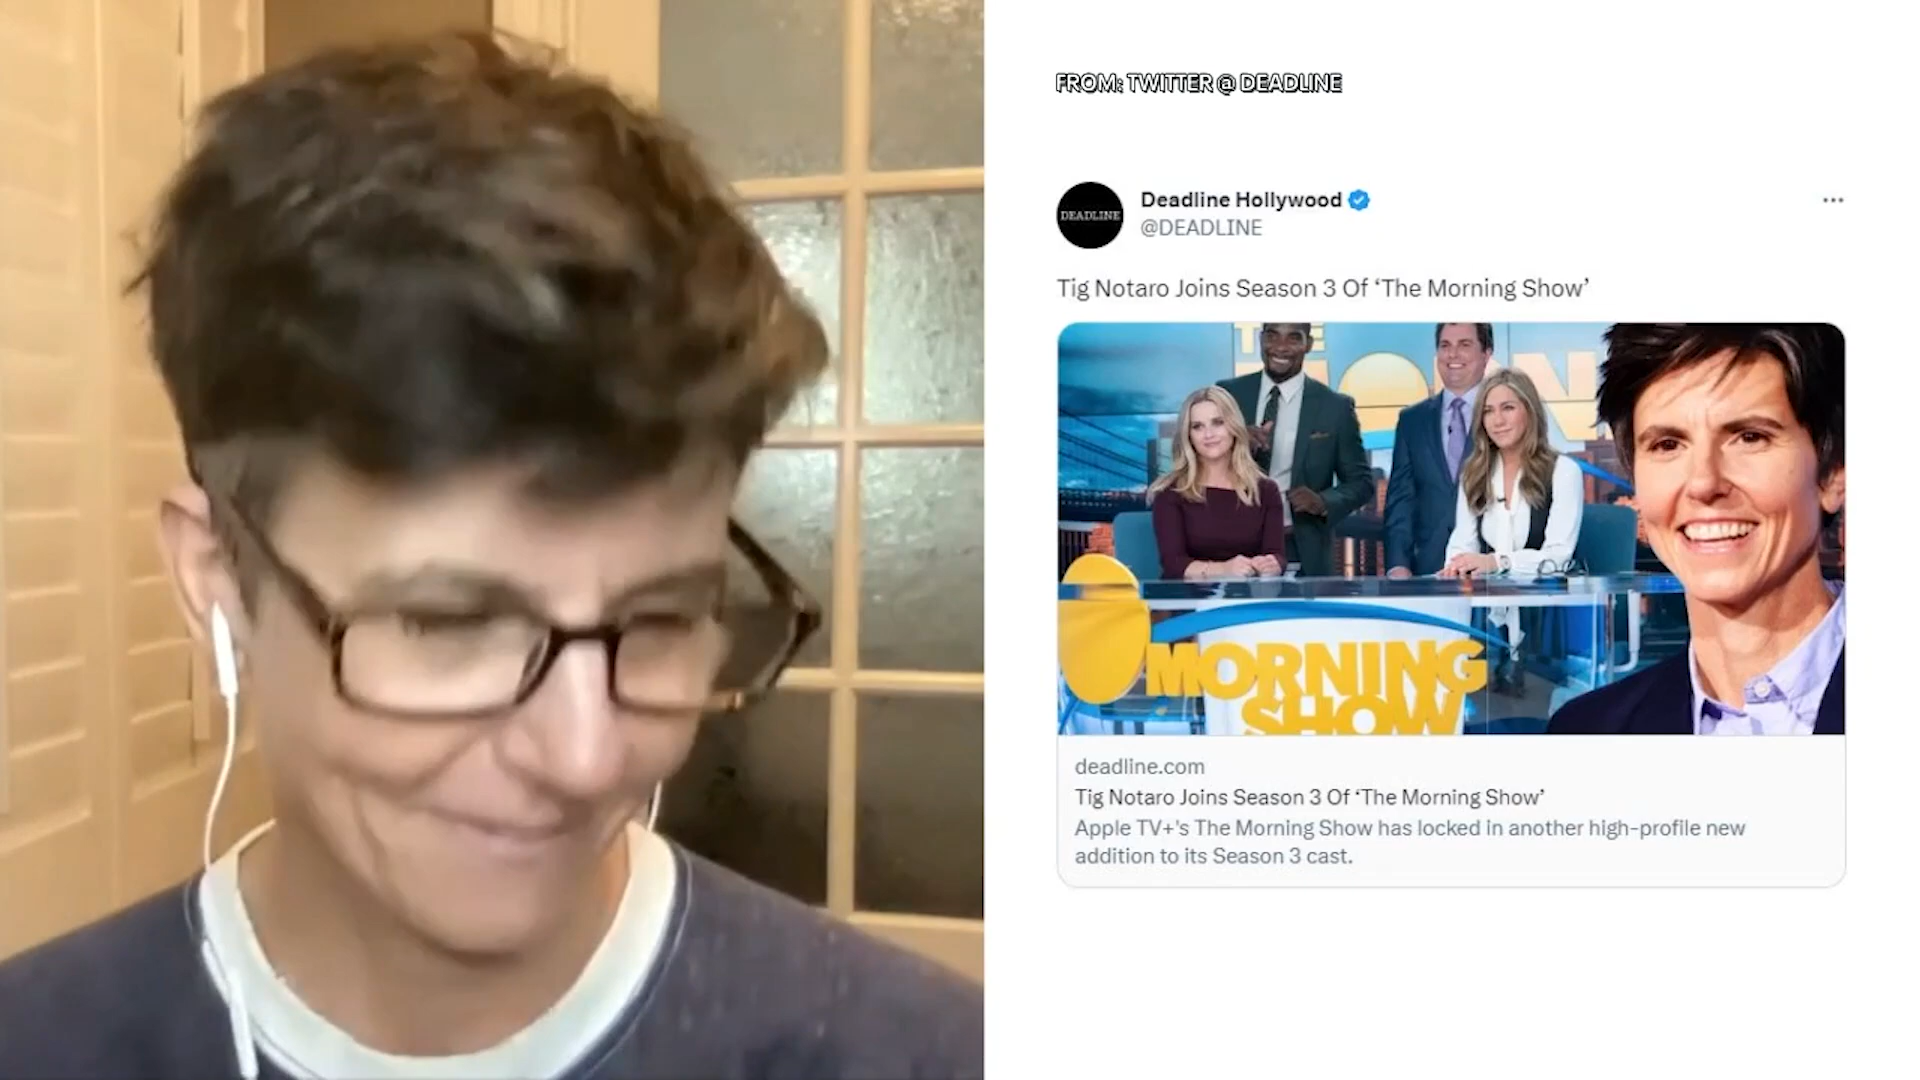 FROM: TWITTER @ DEADLINE
DEADLINE
Deadline Hollywood
@DEADLINE
Tig Notaro Joins Season 3 Of ‘The Morning Show’
THE
MORNING
SHOW
deadline.com
Tig Notaro Joins Season 3 Of ‘The Morning Show’
Apple TV+'s The Morning Show has locked in another high-profile new
addition to its Season 3 cast.